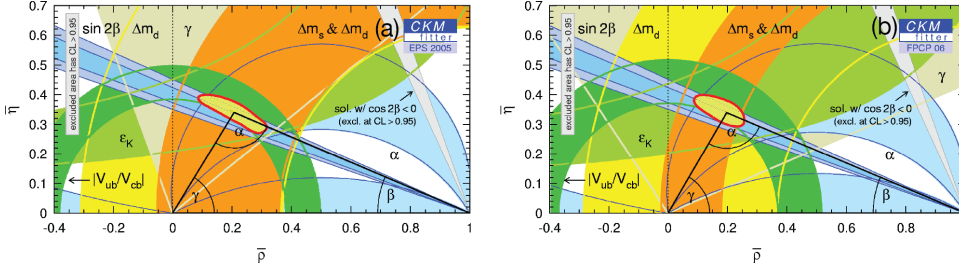 sin 2β Δm_d γ Δm_s & Δm_d (a) CKM
fitter
EPS 2005
excluded area has CL > 0.95
sol. w/ cos 2β < 0
(excl. at CL > 0.95)
ε_K
α
α
|V_ub/V_cb|
γ
β
η̄
0.7
0.6
0.5
0.4
0.3
0.2
0.1
0
-0.4 -0.2 0 0.2 0.4 0.6 0.8 1
ρ̄
sin 2β Δm_d Δm_s & Δm_d (b) CKM
fitter
FPCP 06
γ
excluded area has CL > 0.95
sol. w/ cos 2β < 0
(excl. at CL > 0.95)
ε_K
α
α
|V_ub/V_cb|
γ
β
η̄
0.7
0.6
0.5
0.4
0.3
0.2
0.1
0
-0.4 -0.2 0 0.2 0.4 0.6 0.8
ρ̄